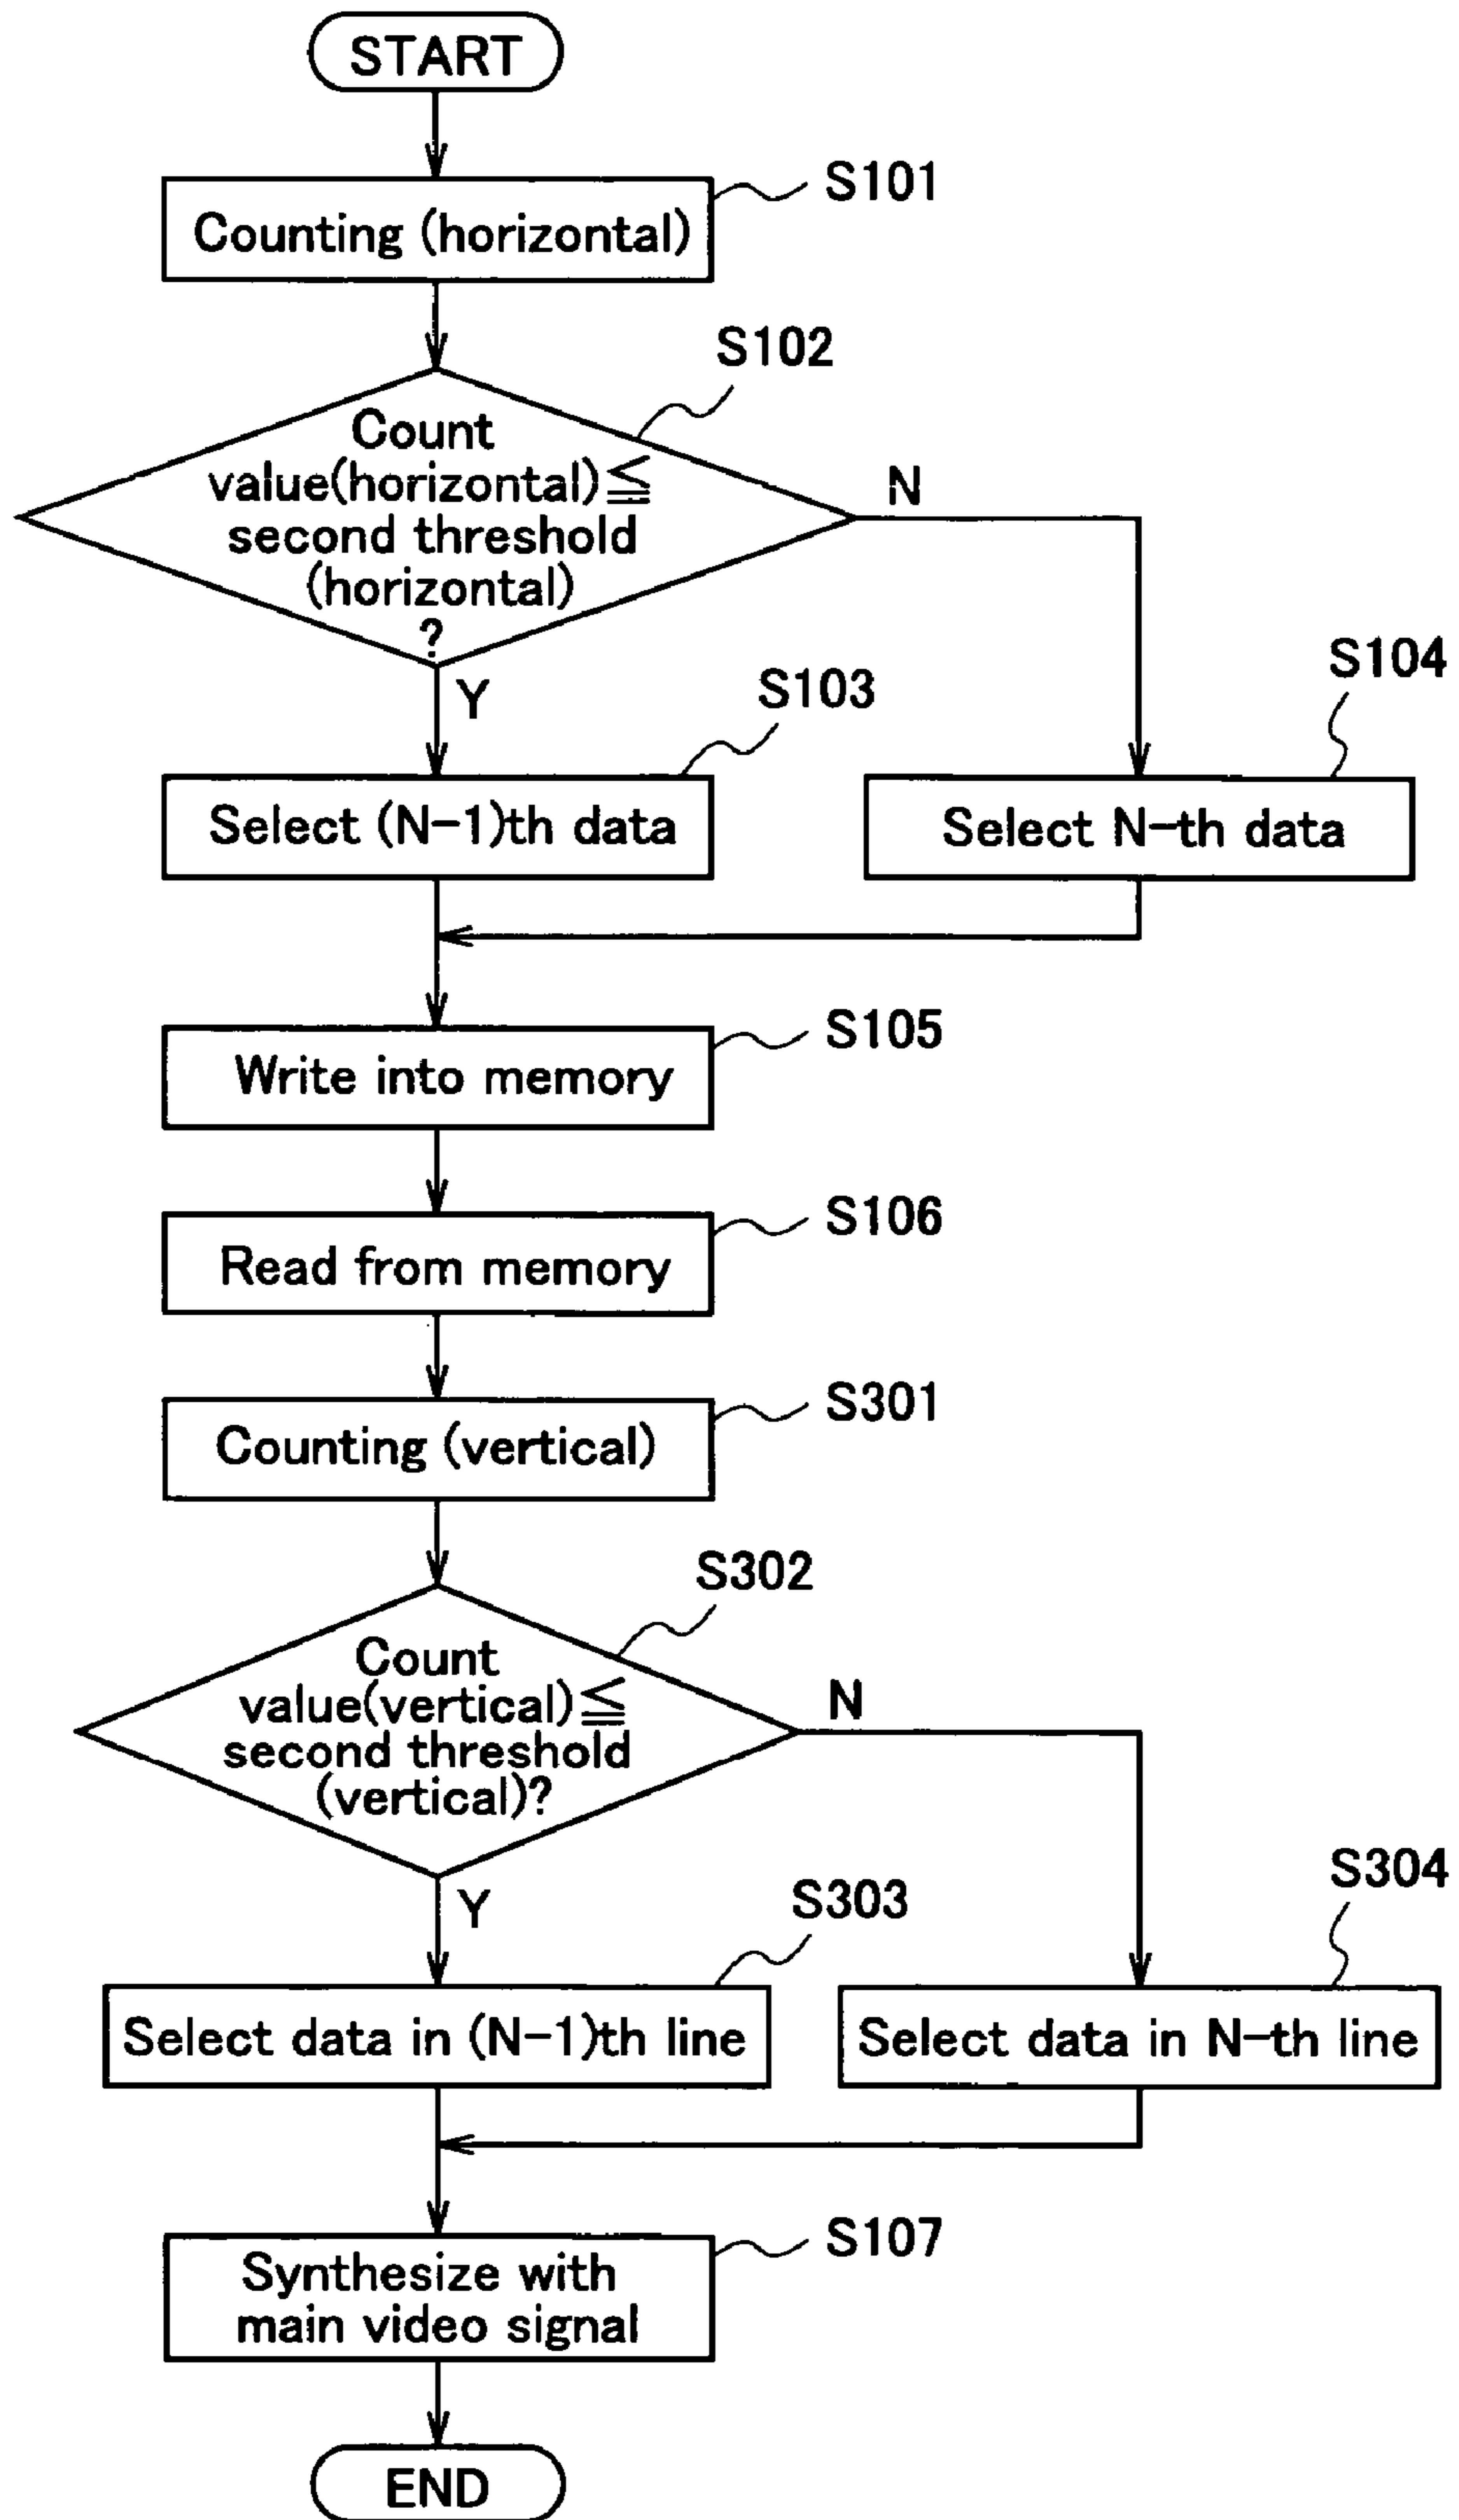 START
S101
Counting (horizontal)
S102
Count
value(horizontal)≦
second threshold
(horizontal)
?
N
Y
S103
S104
Select (N-1)th data
Select N-th data
S105
Write into memory
S106
Read from memory
S301
Counting (vertical)
S302
Count
value(vertical)≦
second threshold
(vertical)?
N
Y
S303
S304
Select data in (N-1)th line
Select data in N-th line
S107
Synthesize with
main video signal
END